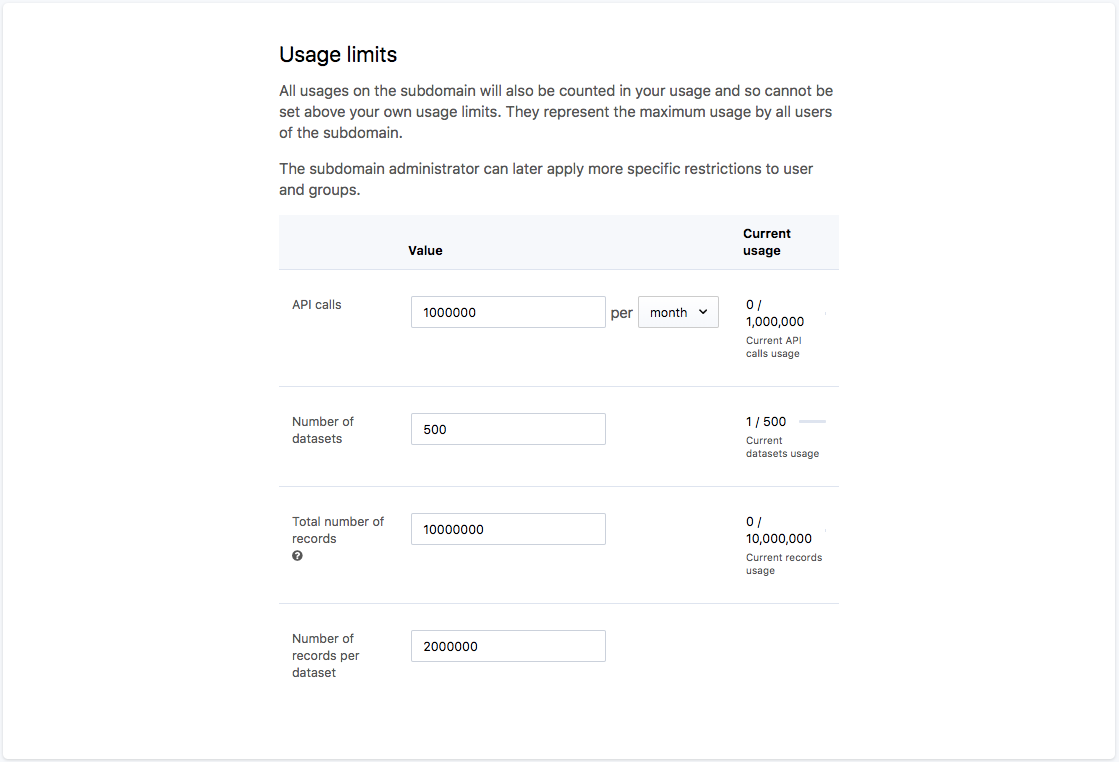 Usage limits
All usages on the subdomain will also be counted in your usage and so cannot be
set above your own usage limits. They represent the maximum usage by all users
of the subdomain.
The subdomain administrator can later apply more specific restrictions to user
and groups.
Value
Current
usage
API calls
1000000 per month
0 /
1,000,000
Current API
calls usage
Number of
datasets
500
1 / 500
Current
datasets usage
Total number of
records
?
10000000
0 /
10,000,000
Current records
usage
Number of
records per
dataset
2000000